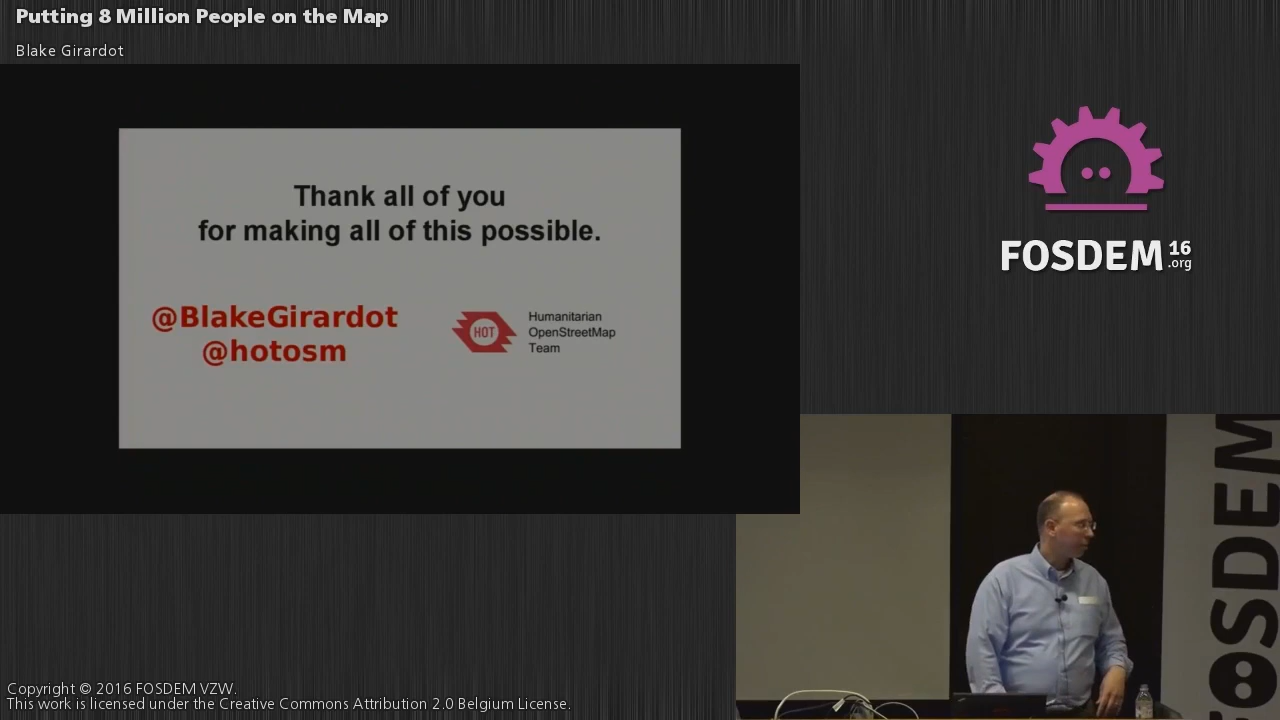 Putting 8 Million People on the Map
Blake Girardot
Thank all of you
for making all of this possible.
@BlakeGirardot
@hotosm
HOT
Humanitarian
OpenStreetMap
Team
FOSDEM 16
.org
FOSDEM
Copyright © 2016 FOSDEM VZW.
This work is licensed under the Creative Commons Attribution 2.0 Belgium License.